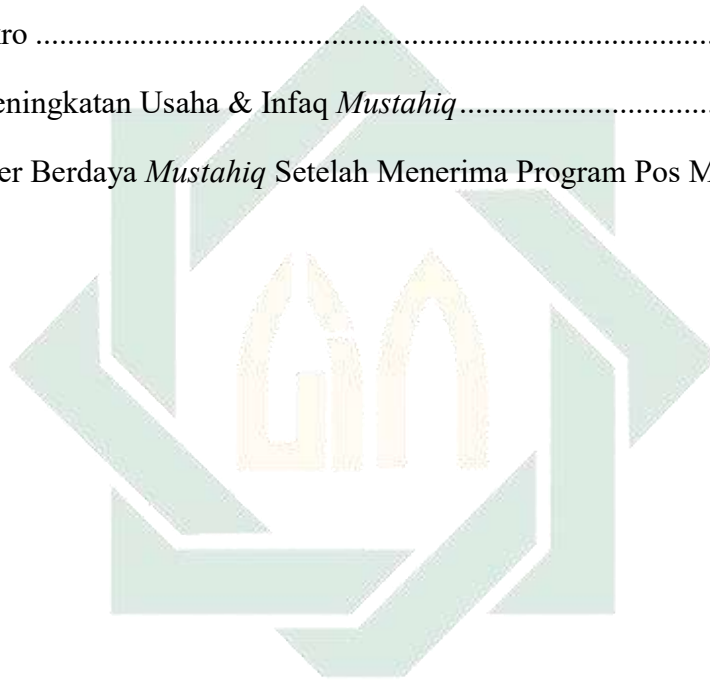 ro ........................................................................................
eningkatan Usaha & Infaq Mustahiq.................................
er Berdaya Mustahiq Setelah Menerima Program Pos M